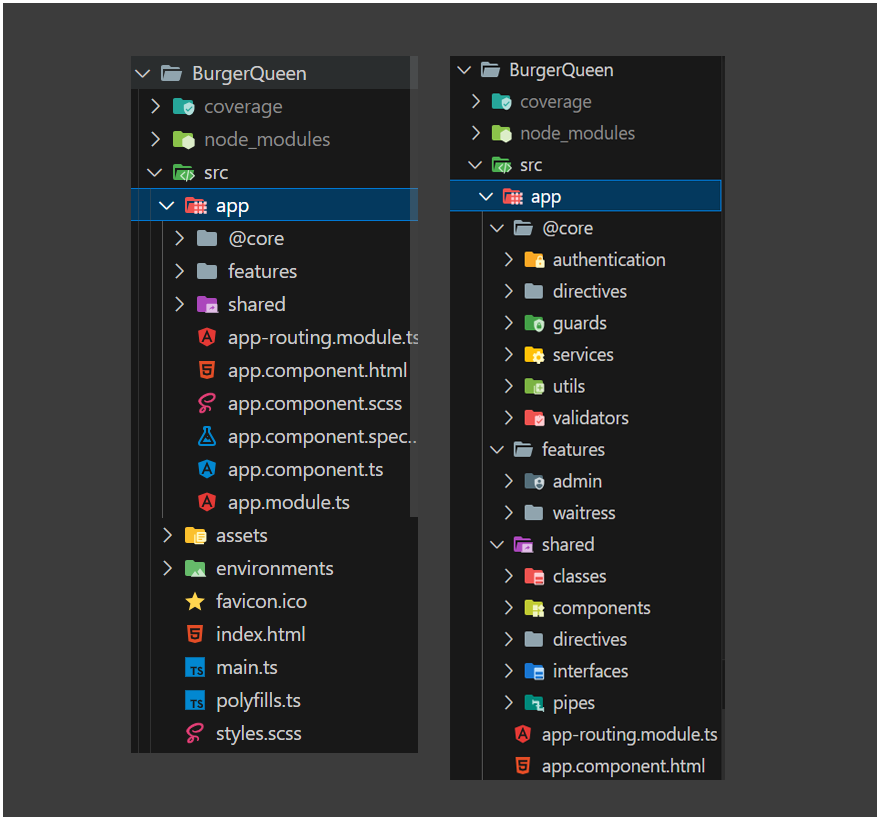 BurgerQueen
coverage
node_modules
src
app
@core
features
shared
app-routing.module.ts
app.component.html
app.component.scss
app.component.spec...
app.component.ts
app.module.ts
assets
environments
favicon.ico
index.html
main.ts
polyfills.ts
styles.scss
BurgerQueen
coverage
node_modules
src
app
@core
authentication
directives
guards
services
utils
validators
features
admin
waitress
shared
classes
components
directives
interfaces
pipes
app-routing.module.ts
app.component.html